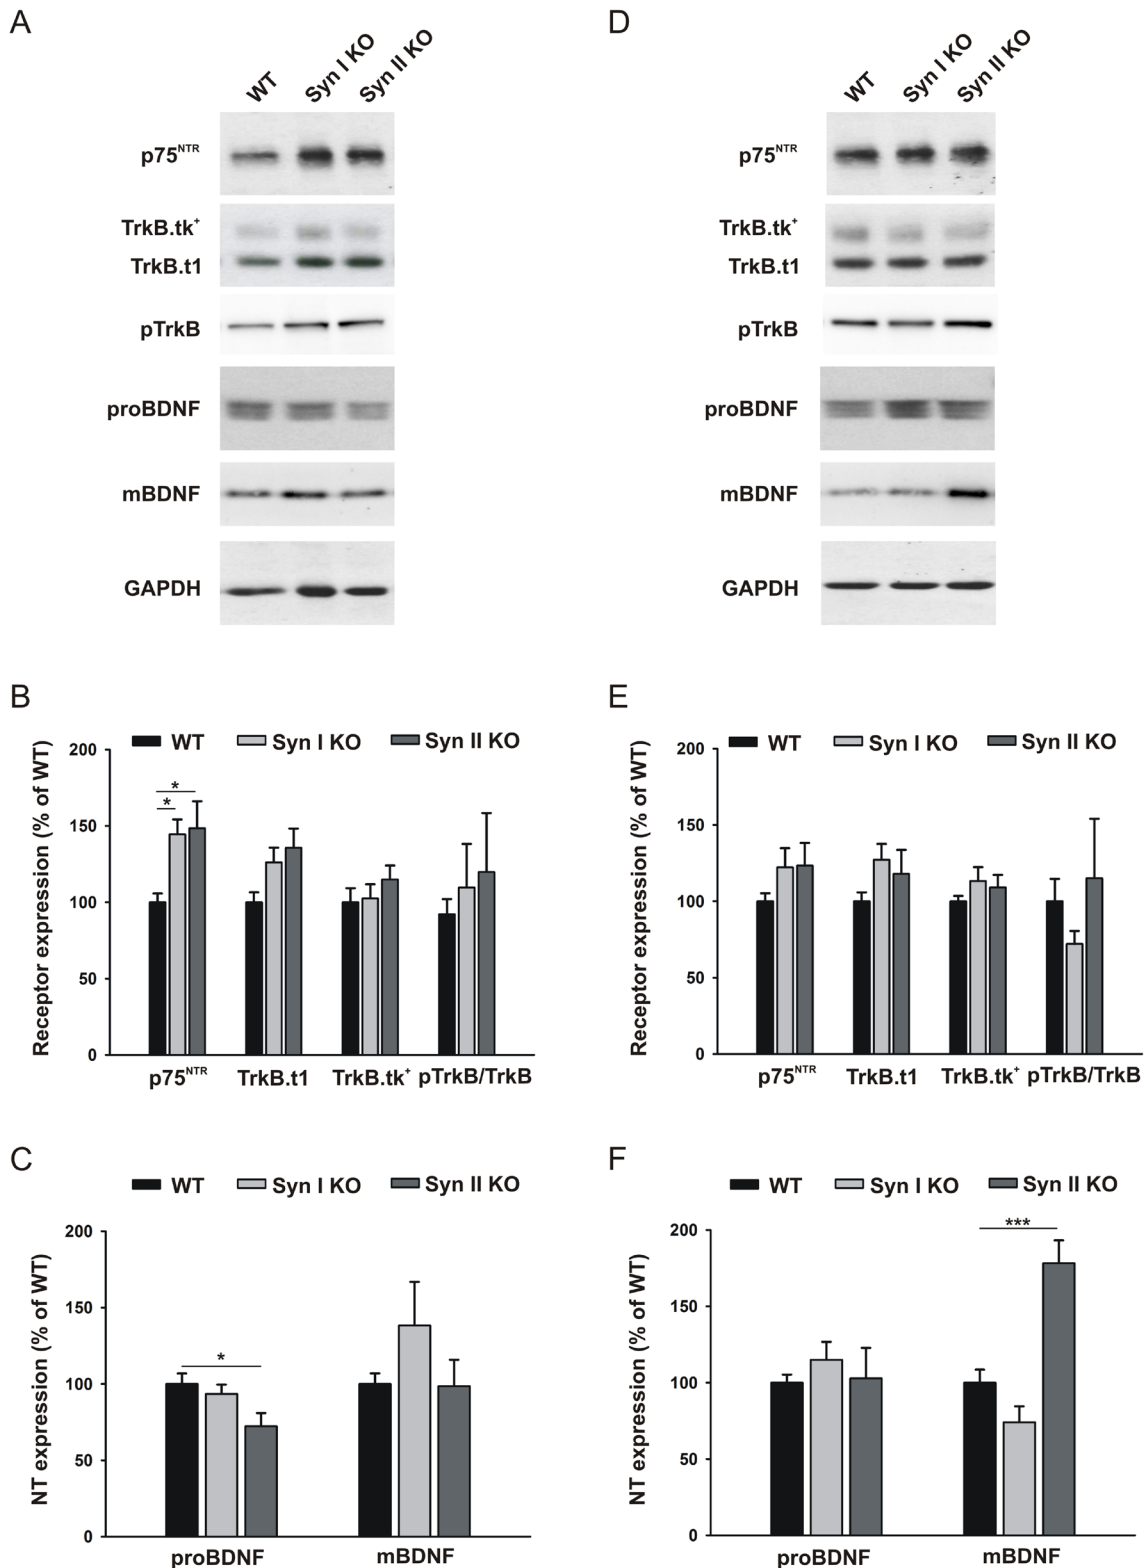 A
WT Syn I KO Syn II KO
p75NTR
TrkB.tk+
TrkB.t1
pTrkB
proBDNF
mBDNF
GAPDH
D
WT Syn I KO Syn II KO
p75NTR
TrkB.tk+
TrkB.t1
pTrkB
proBDNF
mBDNF
GAPDH
B
WT Syn I KO Syn II KO
Receptor expression (% of WT)
200
150
100
50
0
*
*
p75NTR TrkB.t1 TrkB.tk+ pTrkB/TrkB
E
WT Syn I KO Syn II KO
Receptor expression (% of WT)
200
150
100
50
0
p75NTR TrkB.t1 TrkB.tk+ pTrkB/TrkB
C
WT Syn I KO Syn II KO
NT expression (% of WT)
200
150
100
50
0
*
proBDNF mBDNF
F
WT Syn I KO Syn II KO
NT expression (% of WT)
200
150
100
50
0
***
proBDNF mBDNF